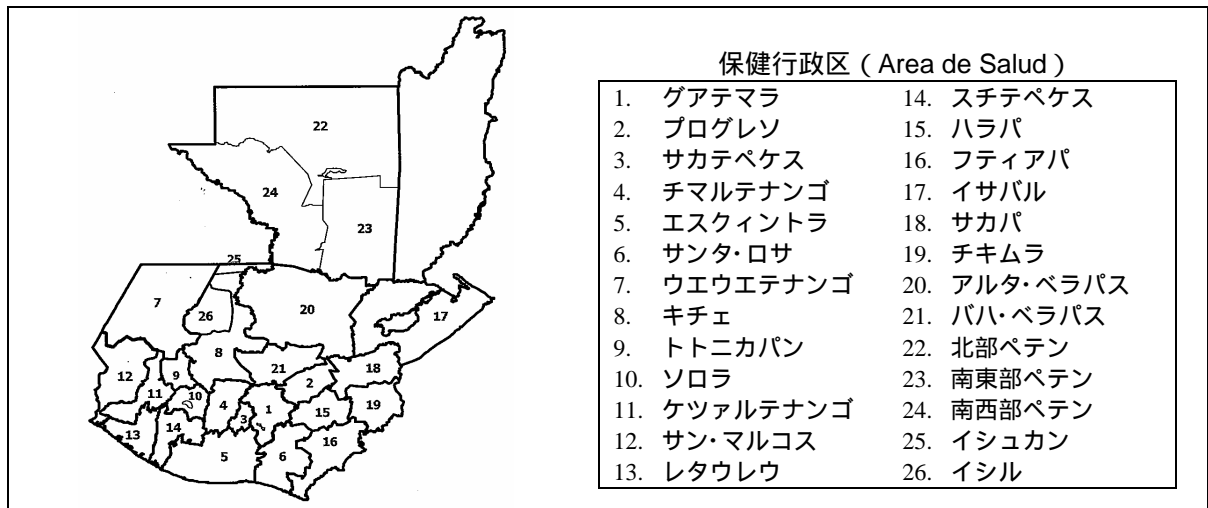 保健行政区（Area de Salud）
1. グアテマラ 14. スチテペケス
2. プログレソ 15. ハラパ
3. サカテペケス 16. フティアパ
4. チマルテナンゴ 17. イサバル
5. エスクィントラ 18. サカパ
6. サンタ･ロサ 19. チキムラ
7. ウエウエテナンゴ 20. アルタ･ベラパス
8. キチェ 21. バハ･ベラパス
9. トトニカパン 22. 北部ペテン
10. ソロラ 23. 南東部ペテン
11. ケツァルテナンゴ 24. 南西部ペテン
12. サン･マルコス 25. イシュカン
13. レタウレウ 26. イシル
22
24
23
25
7
26
20
17
8
21
18
12
9
2
11
10
4
3
1
15
19
13
14
16
5
6